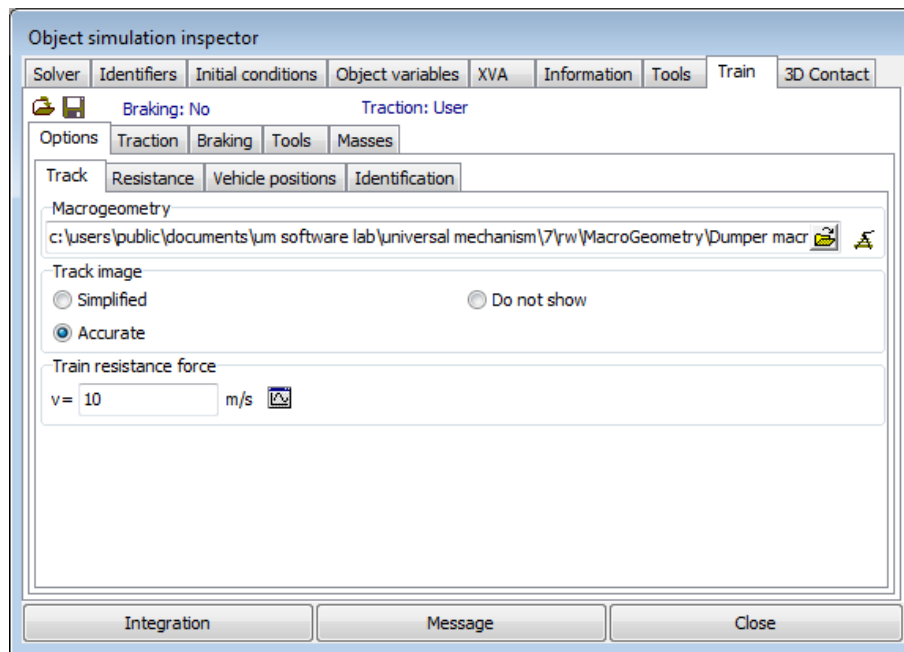 Object simulation inspector
Solver Identifiers Initial conditions Object variables XVA Information Tools Train 3D Contact
Braking: No Traction: User
Options Traction Braking Tools Masses
Track Resistance Vehicle positions Identification
Macrogeometry
c:\users\public\documents\um software lab\universal mechanism\7\rw\MacroGeometry\Dumper macr
Track image
Simplified Do not show
Accurate
Train resistance force
v= 10 m/s
Integration Message Close